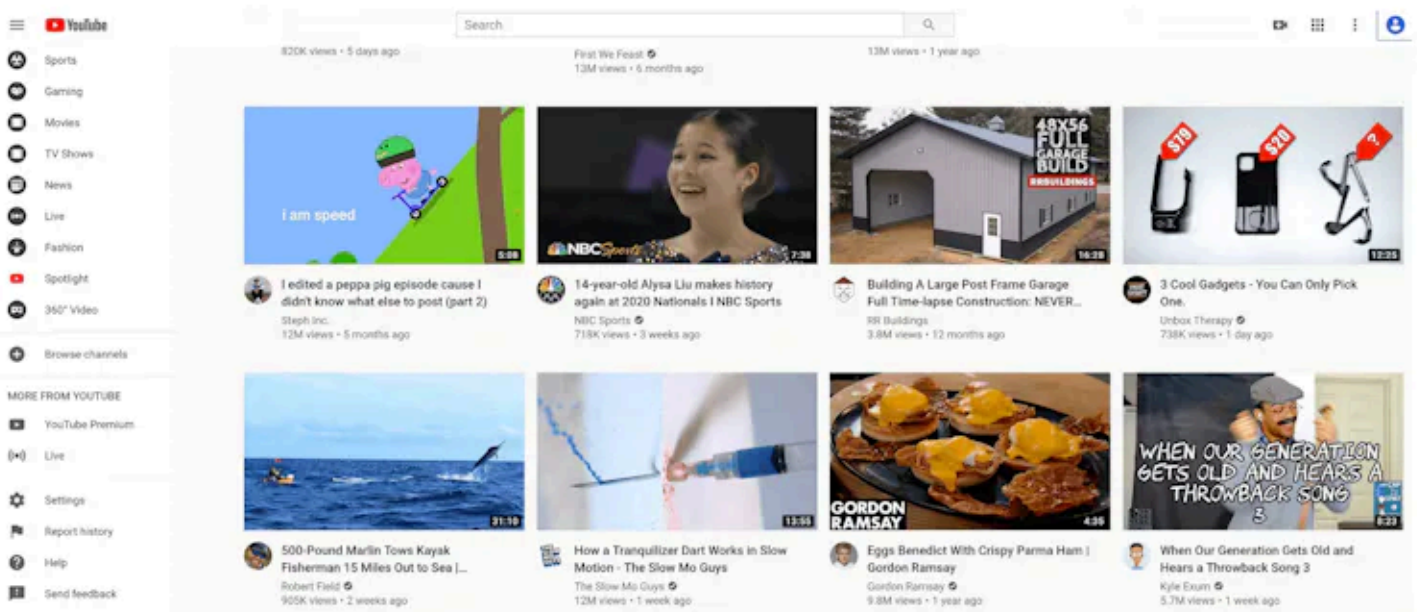 YouTube
Search
Sports
Gaming
Movies
TV Shows
News
Live
Fashion
Spotlight
360° Video
Browse channels
MORE FROM YOUTUBE
YouTube Premium
Live
Settings
Report history
Help
Send feedback
820K views • 5 days ago
First We Feast
13M views • 6 months ago
13M views • 1 year ago
i am speed
5:08
I edited a peppa pig episode cause I
didn't know what else to post (part 2)
Steph Inc.
12M views • 5 months ago
NBC Sports
7:38
14-year-old Alysa Liu makes history
again at 2020 Nationals I NBC Sports
NBC Sports
718K views • 3 weeks ago
48X56
FULL
GARAGE
BUILD
RRBUILDINGS
16:28
Building A Large Post Frame Garage
Full Time-lapse Construction: NEVER...
RR Buildings
3.8M views • 12 months ago
$79
$20
?
12:25
3 Cool Gadgets - You Can Only Pick
One.
Unbox Therapy
738K views • 1 day ago
31:10
500-Pound Marlin Tows Kayak
Fisherman 15 Miles Out to Sea |...
Robert Field
905K views • 2 weeks ago
13:55
How a Tranquilizer Dart Works in Slow
Motion - The Slow Mo Guys
The Slow Mo Guys
12M views • 1 week ago
GORDON
RAMSAY
4:35
Eggs Benedict With Crispy Parma Ham |
Gordon Ramsay
Gordon Ramsay
9.8M views • 1 year ago
WHEN OUR GENERATION
GETS OLD AND HEARS A
THROWBACK SONG
3
8:23
When Our Generation Gets Old and
Hears a Throwback Song 3
Kyle Exum
5.7M views • 1 week ago